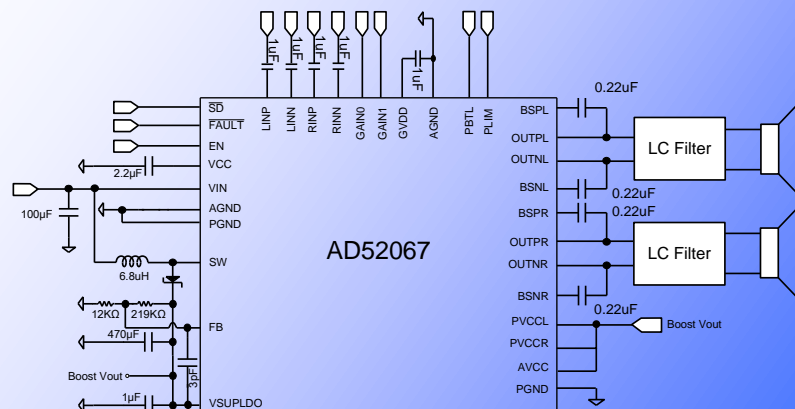 1uF
1uF
1uF
1uF
1uF
LINP
LINN
RINP
RINN
GAIN0
GAIN1
GVDD
AGND
PBTL
PLIM
SD
FAULT
EN
VCC
2.2µF
VIN
100µF
AGND
PGND
SW
6.8uH
12KΩ
219KΩ
FB
470µF
3pF
Boost Vout
1µF
VSUPLDO
AD52067
BSPL
0.22uF
OUTPL
LC Filter
OUTNL
BSNL
0.22uF
BSPR
0.22uF
OUTPR
LC Filter
OUTNR
BSNR
0.22uF
PVCCL
Boost Vout
PVCCR
AVCC
PGND